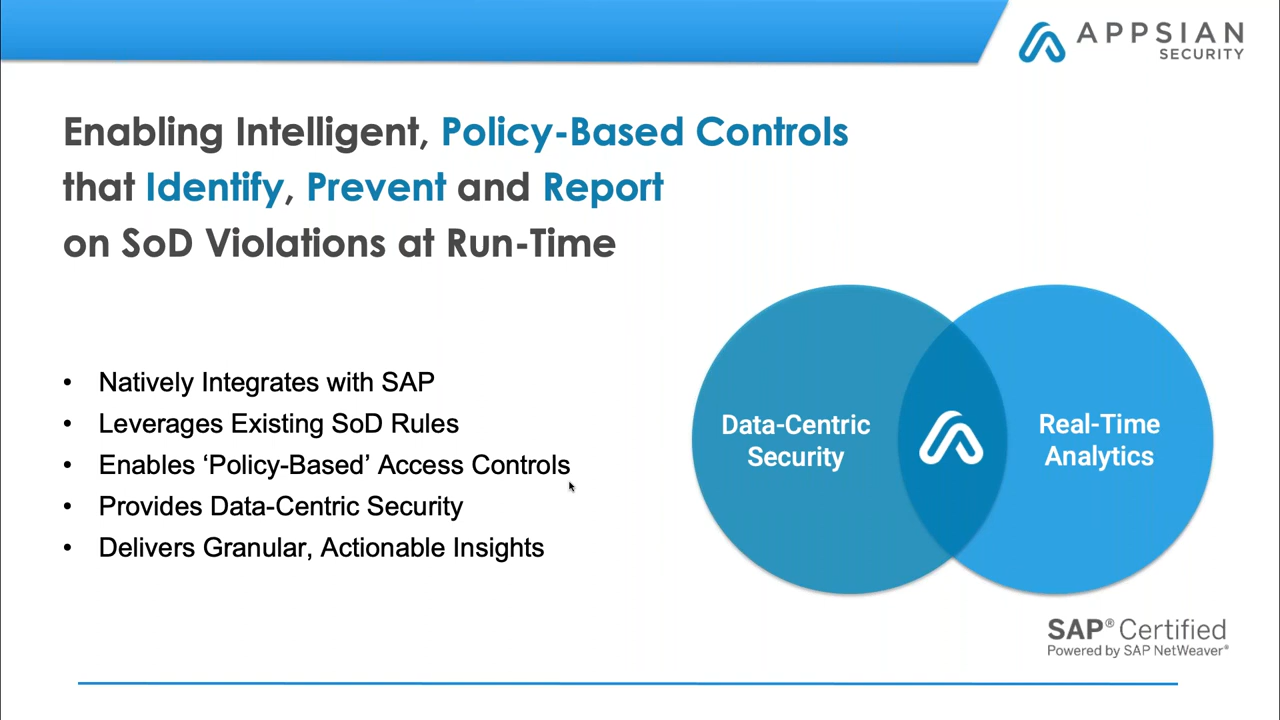 APPSIAN
SECURITY
Enabling Intelligent, Policy-Based Controls
that Identify, Prevent and Report
on SoD Violations at Run-Time
• Natively Integrates with SAP
• Leverages Existing SoD Rules
• Enables ‘Policy-Based’ Access Controls
• Provides Data-Centric Security
• Delivers Granular, Actionable Insights
Data-Centric
Security
Real-Time
Analytics
SAP® Certified
Powered by SAP NetWeaver®